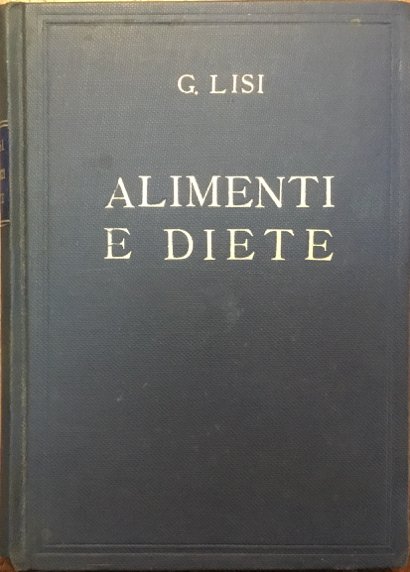 G. LISI
ALIMENTI
E DIETE